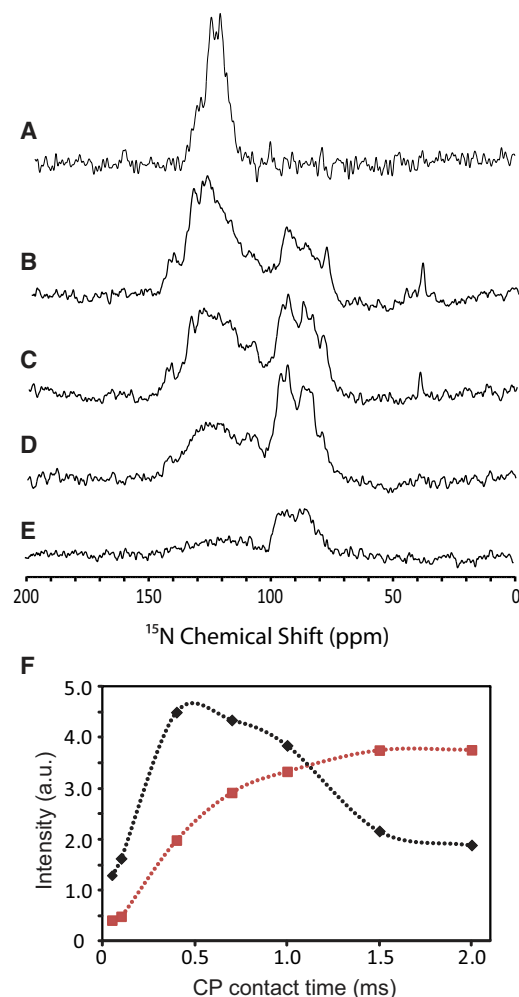 A
B
C
D
E
200 150 100 50 0
¹⁵N Chemical Shift (ppm)
F
5.0
4.0
3.0
2.0
1.0
0
Intensity (a.u.)
0 0.5 1.0 1.5 2.0
CP contact time (ms)